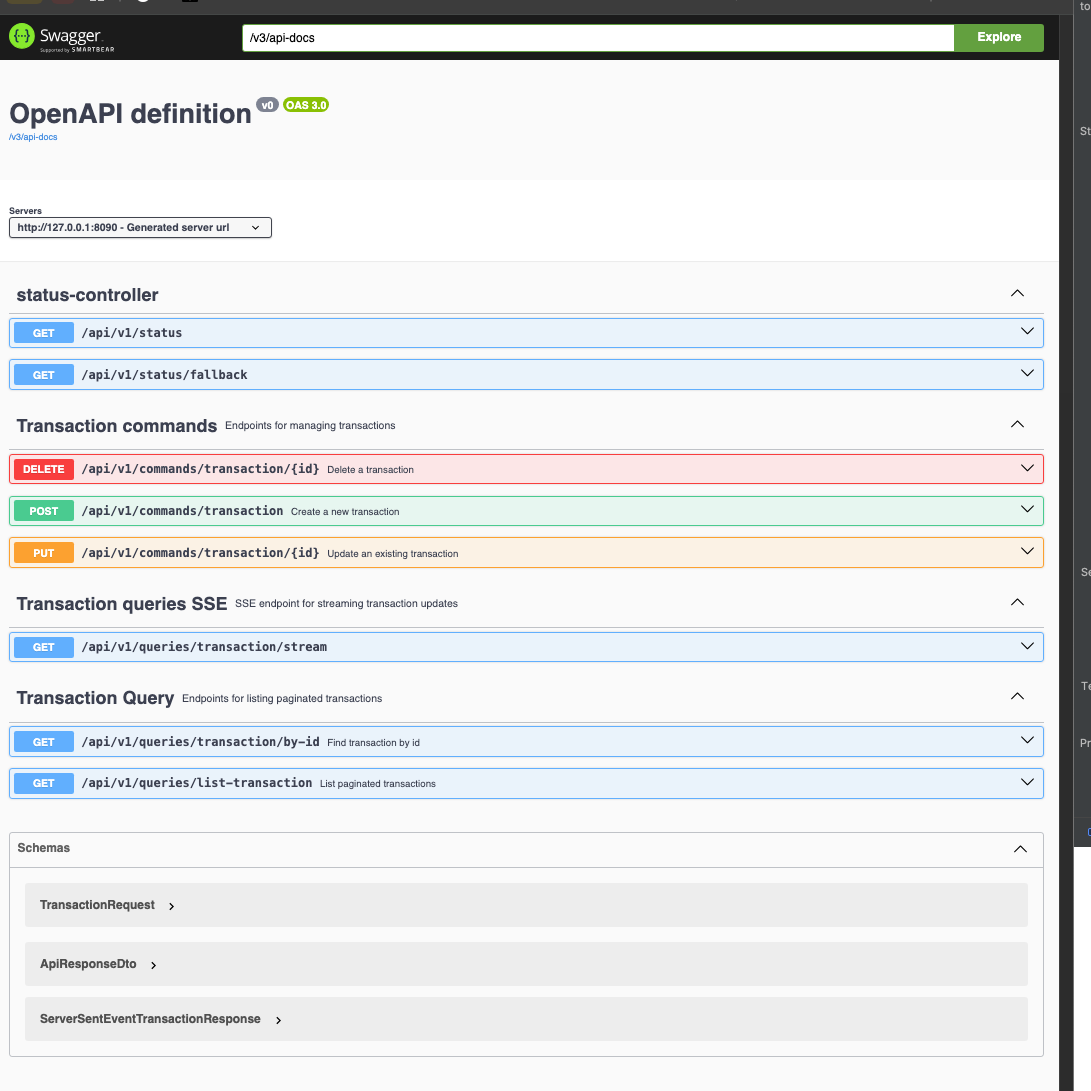 Swagger.
Supported by SMARTBEAR
/v3/api-docs
Explore
OpenAPI definition v0 OAS 3.0
/v3/api-docs
Servers
http://127.0.0.1:8090 - Generated server url
status-controller
GET /api/v1/status
GET /api/v1/status/fallback
Transaction commands Endpoints for managing transactions
DELETE /api/v1/commands/transaction/{id} Delete a transaction
POST /api/v1/commands/transaction Create a new transaction
PUT /api/v1/commands/transaction/{id} Update an existing transaction
Transaction queries SSE SSE endpoint for streaming transaction updates
GET /api/v1/queries/transaction/stream
Transaction Query Endpoints for listing paginated transactions
GET /api/v1/queries/transaction/by-id Find transaction by id
GET /api/v1/queries/list-transaction List paginated transactions
Schemas
TransactionRequest
ApiResponseDto
ServerSentEventTransactionResponse
to
St
Se
Te
Pr